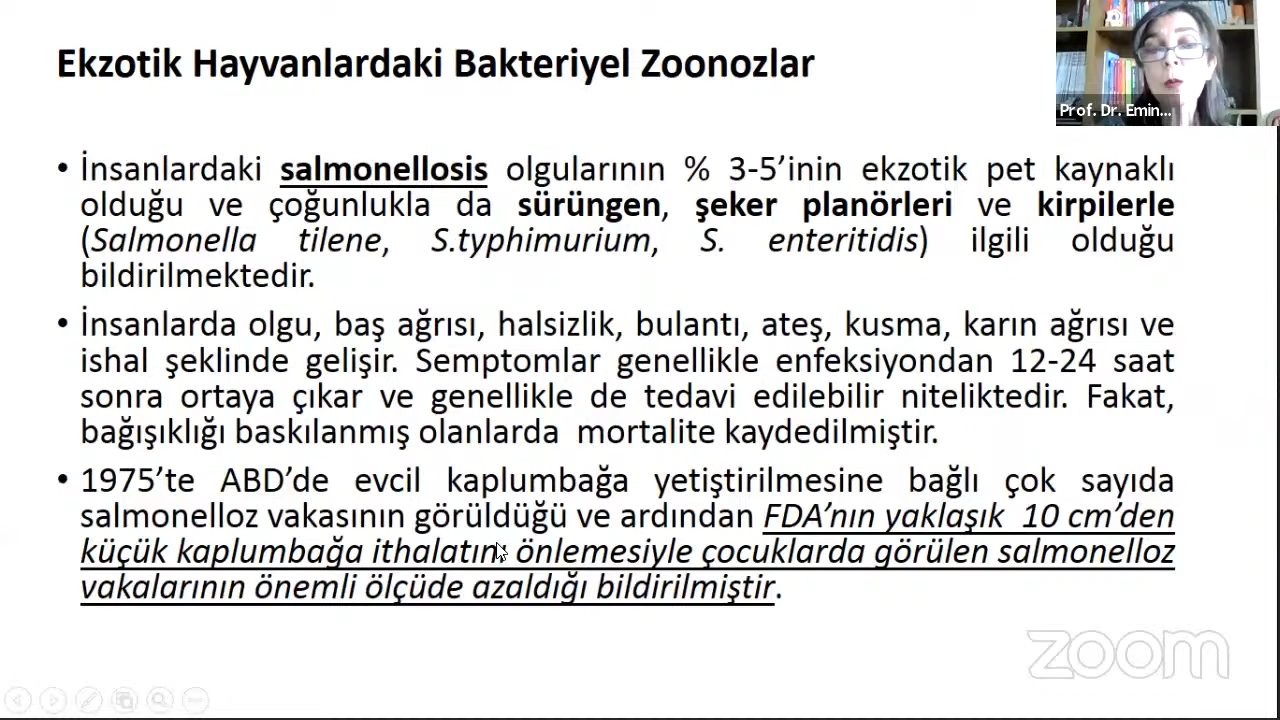 Ekzotik Hayvanlardaki Bakteriyel Zoonozlar
Prof. Dr. Emin...
• İnsanlardaki salmonellosis olgularının % 3-5’inin ekzotik pet kaynaklı
olduğu ve çoğunlukla da sürüngen, şeker planörleri ve kirpilerle
(Salmonella tilene, S.typhimurium, S. enteritidis) ilgili olduğu
bildirilmektedir.
• İnsanlarda olgu, baş ağrısı, halsizlik, bulantı, ateş, kusma, karın ağrısı ve
ishal şeklinde gelişir. Semptomlar genellikle enfeksiyondan 12-24 saat
sonra ortaya çıkar ve genellikle de tedavi edilebilir niteliktedir. Fakat,
bağışıklığı baskılanmış olanlarda mortalite kaydedilmiştir.
• 1975’te ABD’de evcil kaplumbağa yetiştirilmesine bağlı çok sayıda
salmonelloz vakasının görüldüğü ve ardından FDA’nın yaklaşık 10 cm’den
küçük kaplumbağa ithalatını önlemesiyle çocuklarda görülen salmonelloz
vakalarının önemli ölçüde azaldığı bildirilmiştir.
zoom